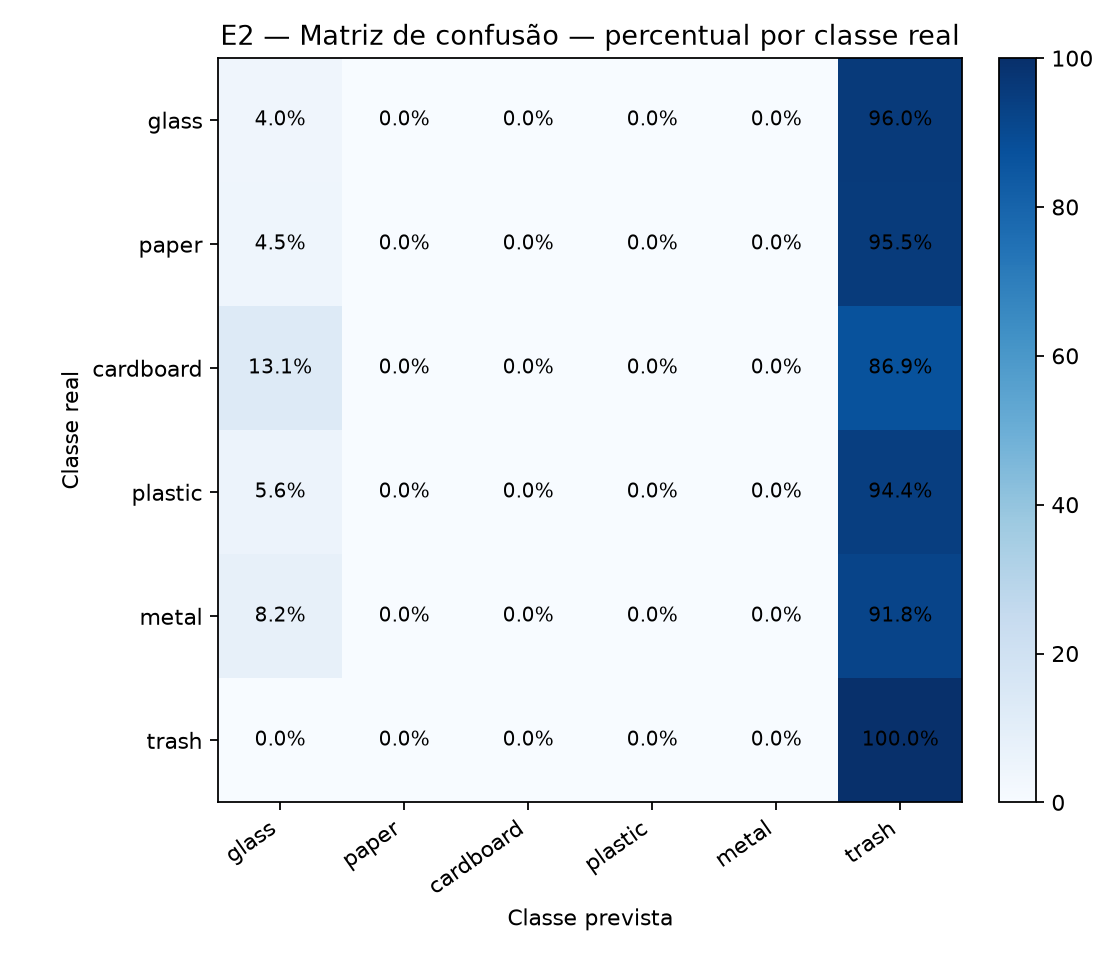 E2 — Matriz de confusão — percentual por classe real
glass 4.0% 0.0% 0.0% 0.0% 0.0% 96.0%
paper 4.5% 0.0% 0.0% 0.0% 0.0% 95.5%
cardboard 13.1% 0.0% 0.0% 0.0% 0.0% 86.9%
plastic 5.6% 0.0% 0.0% 0.0% 0.0% 94.4%
metal 8.2% 0.0% 0.0% 0.0% 0.0% 91.8%
trash 0.0% 0.0% 0.0% 0.0% 0.0% 100.0%
Classe real
glass paper cardboard plastic metal trash
Classe prevista
100
80
60
40
20
0